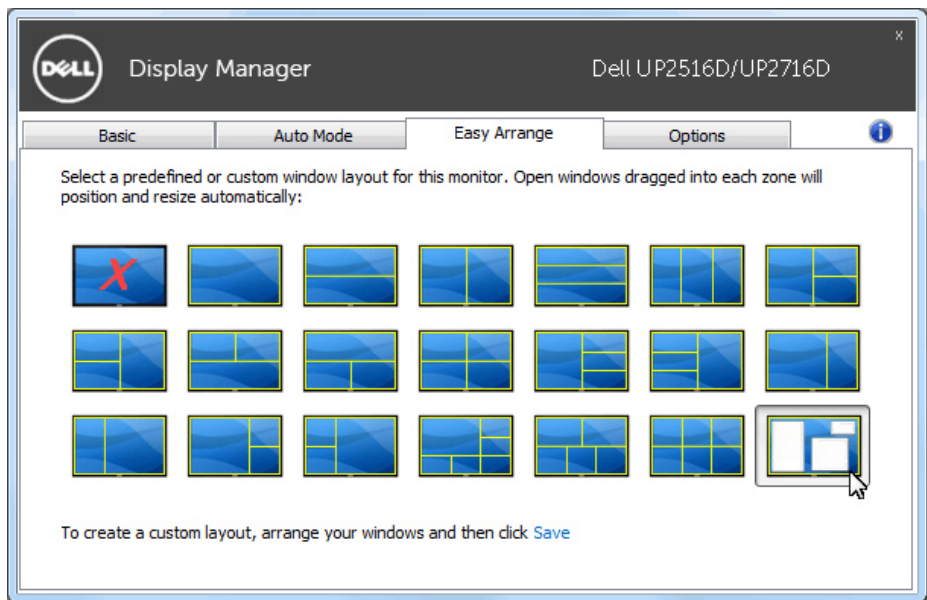 x
DELL
Display Manager
Dell UP2516D/UP2716D
Basic
Auto Mode
Easy Arrange
Options
i
Select a predefined or custom window layout for this monitor. Open windows dragged into each zone will
position and resize automatically:
X
To create a custom layout, arrange your windows and then click Save